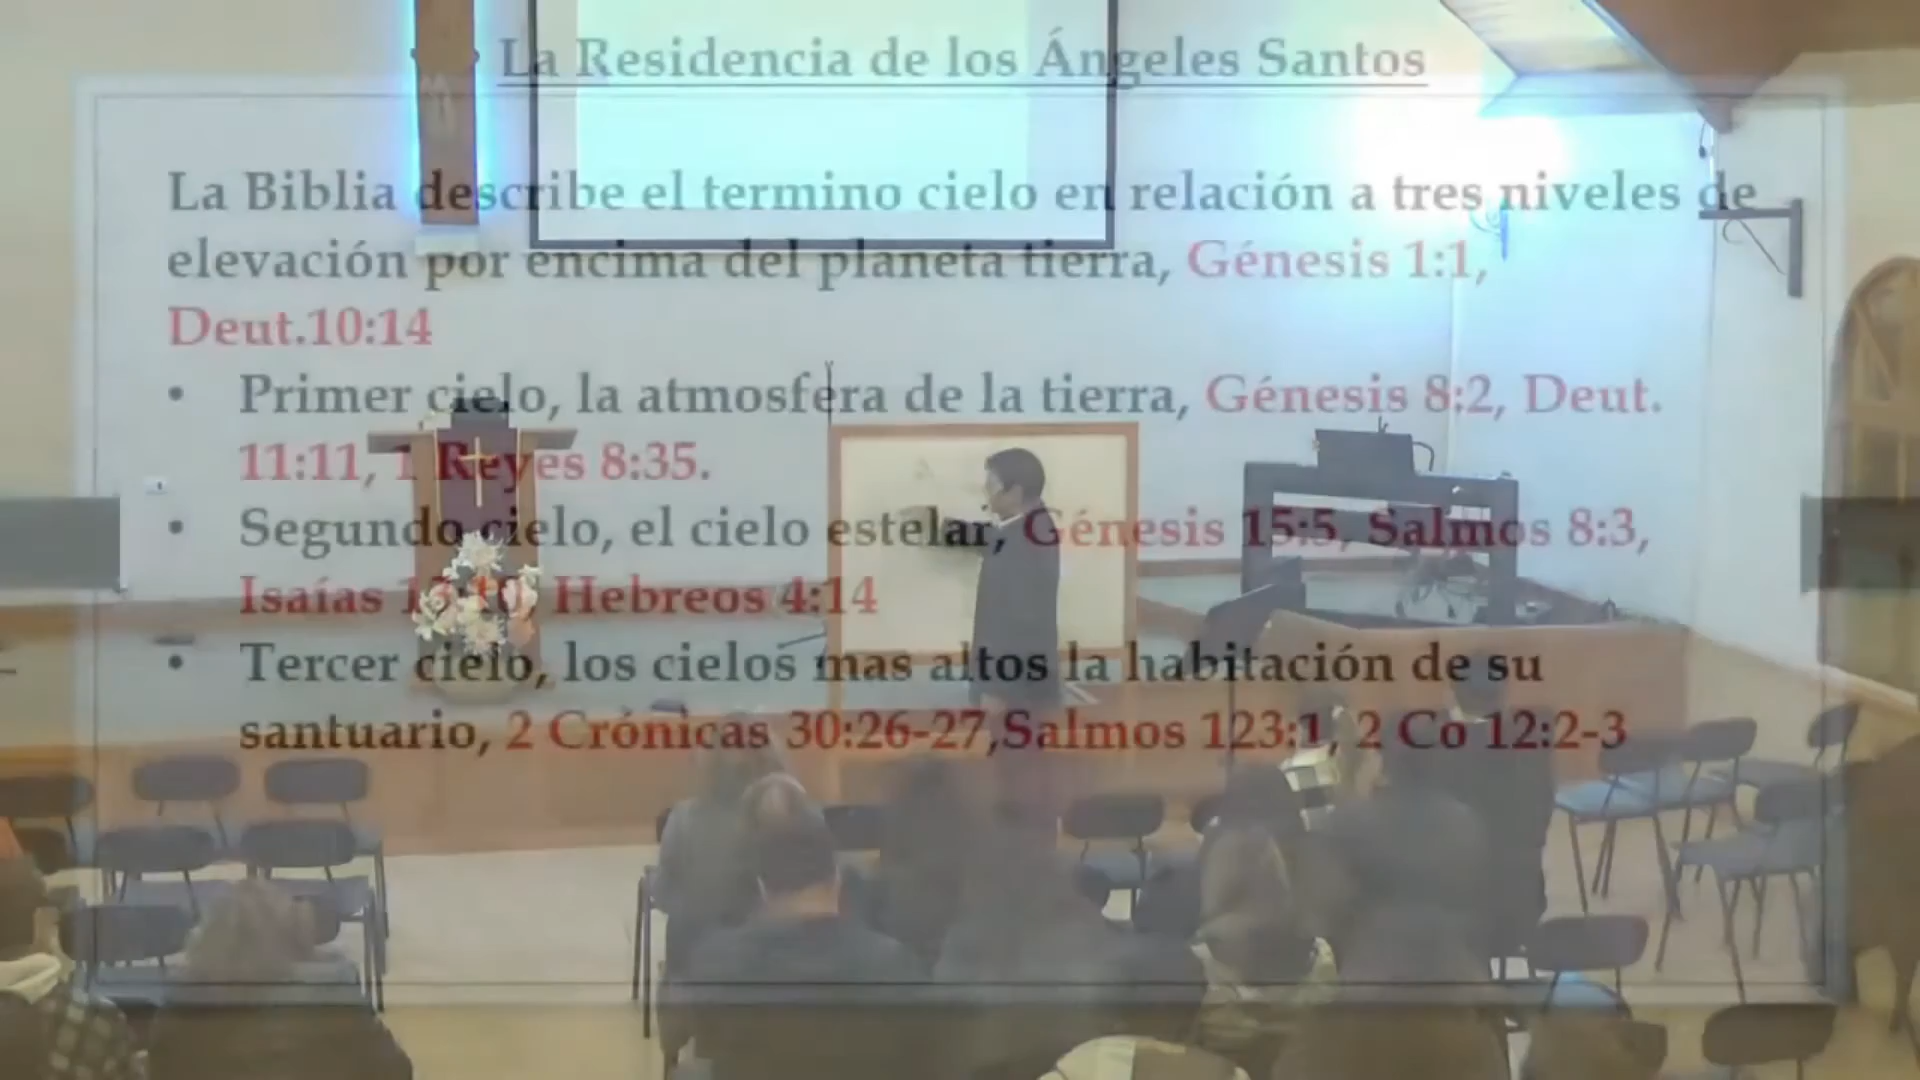 La Residencia de los Ángeles Santos
La Biblia describe el termino cielo en relación a tres niveles de
elevación por encima del planeta tierra, Génesis 1:1,
Deut.10:14
• Primer cielo, la atmosfera de la tierra, Génesis 8:2, Deut.
11:11, 1 Reyes 8:35.
• Segundo cielo, el cielo estelar, Génesis 15:5, Salmos 8:3,
Isaías 13:10, Hebreos 4:14
• Tercer cielo, los cielos mas altos la habitación de su
santuario, 2 Crónicas 30:26-27,Salmos 123:1, 2 Co 12:2-3